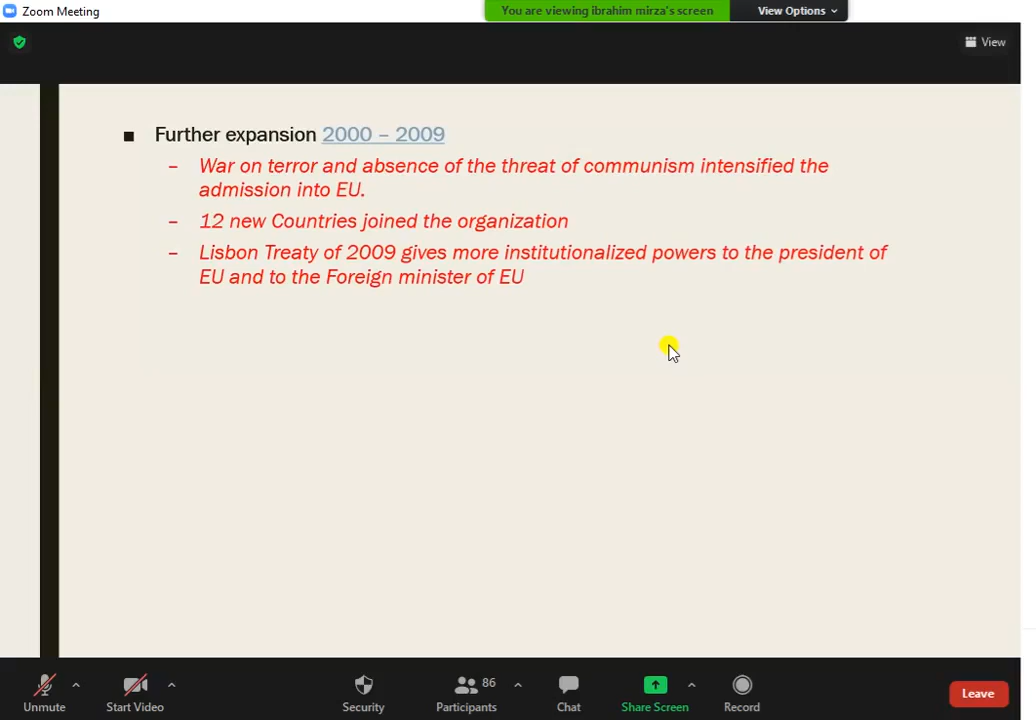 Zoom Meeting
You are viewing ibrahim mirza's screen
View Options
View
Further expansion 2000 – 2009
– War on terror and absence of the threat of communism intensified the
admission into EU.
– 12 new Countries joined the organization
– Lisbon Treaty of 2009 gives more institutionalized powers to the president of
EU and to the Foreign minister of EU
86
Unmute
Start Video
Security
Participants
Chat
Share Screen
Record
Leave